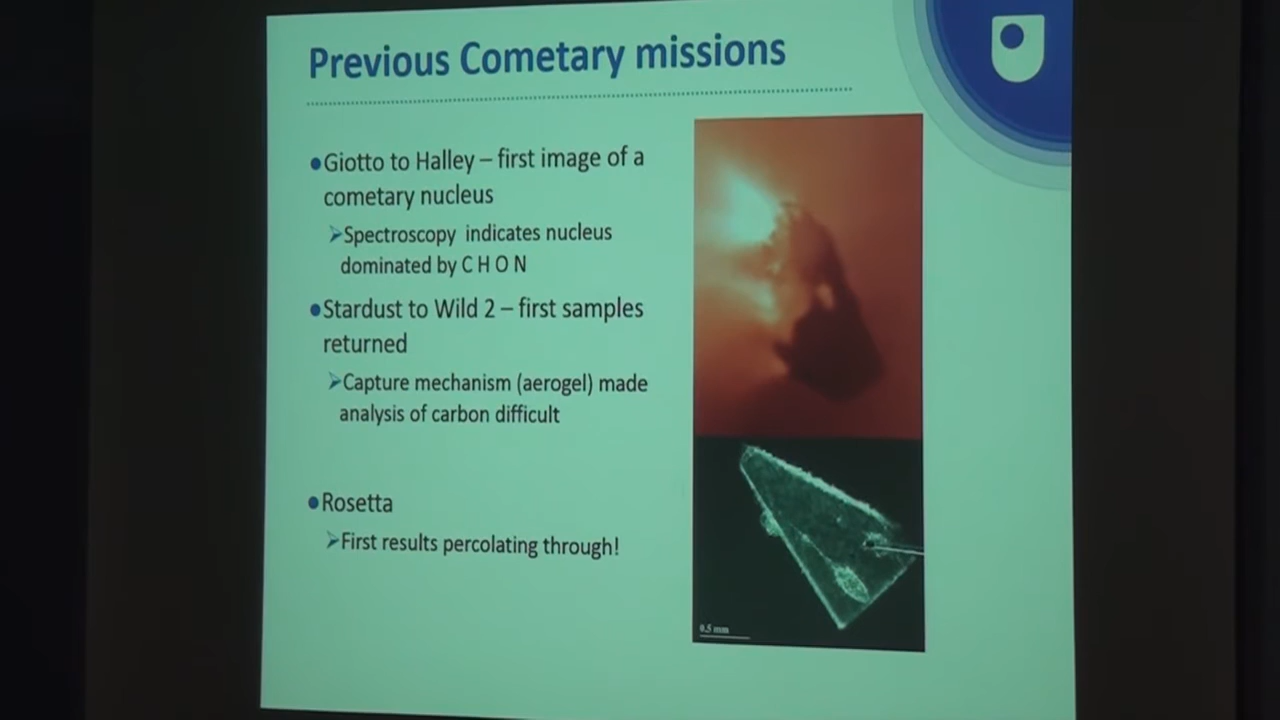 Previous Cometary missions
●Giotto to Halley – first image of a
cometary nucleus
➢Spectroscopy indicates nucleus
dominated by C H O N
●Stardust to Wild 2 – first samples
returned
➢Capture mechanism (aerogel) made
analysis of carbon difficult
●Rosetta
➢First results percolating through!
0.5 mm